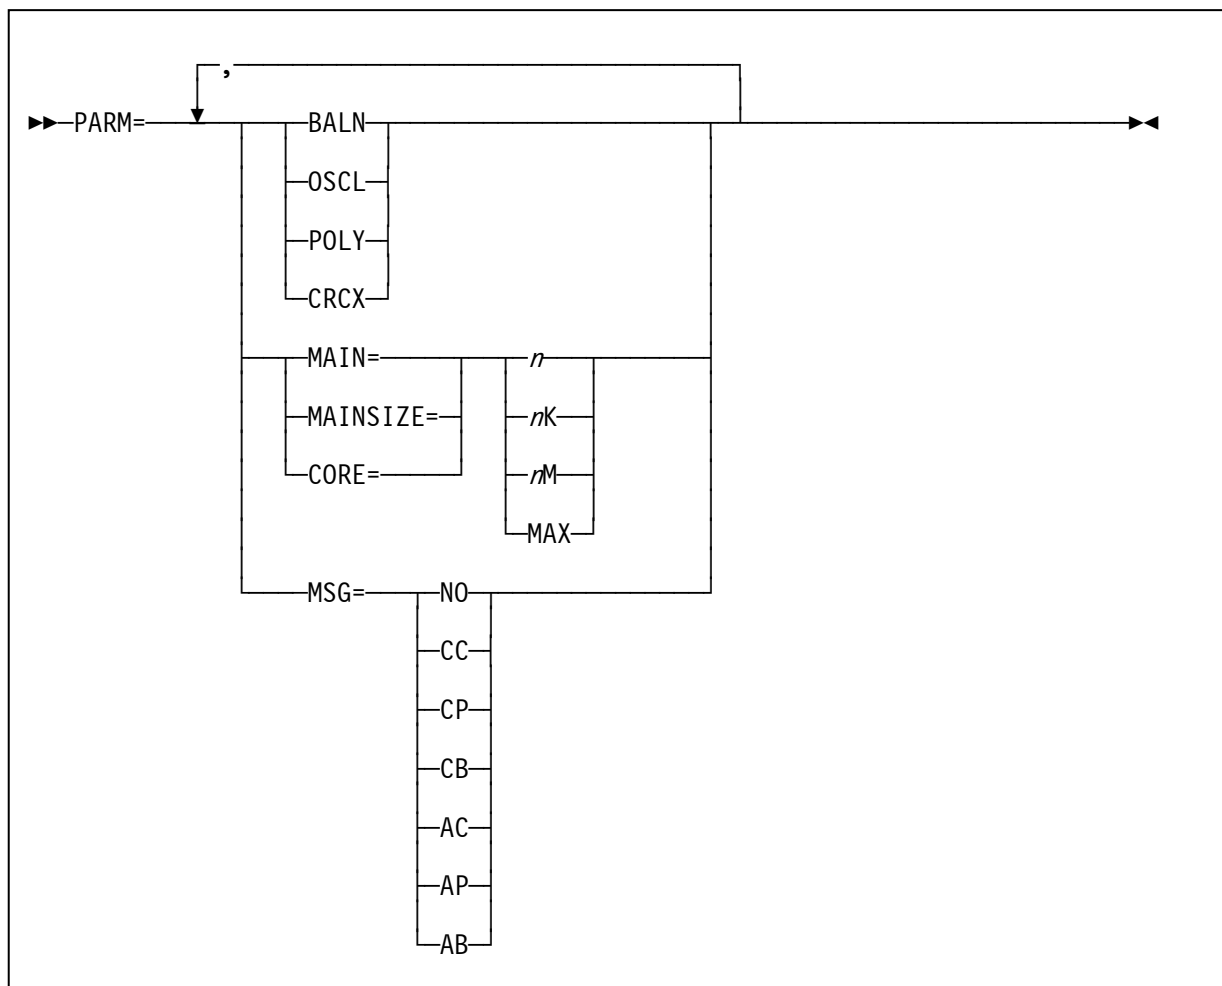 ,
PARM= BALN
OSCL
POLY
CRCX
MAIN= n
MAINSIZE= nK
CORE= nM
MAX
MSG= NO
CC
CP
CB
AC
AP
AB